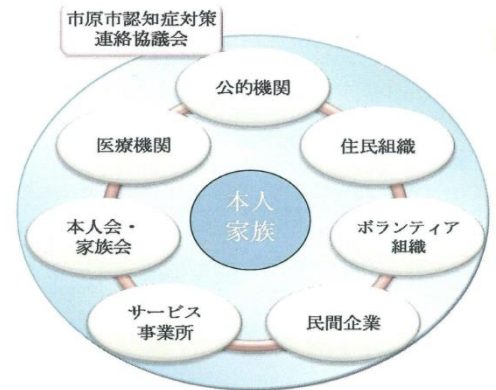 市原市認知症対策
連絡協議会
公的機関
医療機関
住民組織
本人
家族
本人会・
家族会
ボランティア
組織
サービス
事業所
民間企業